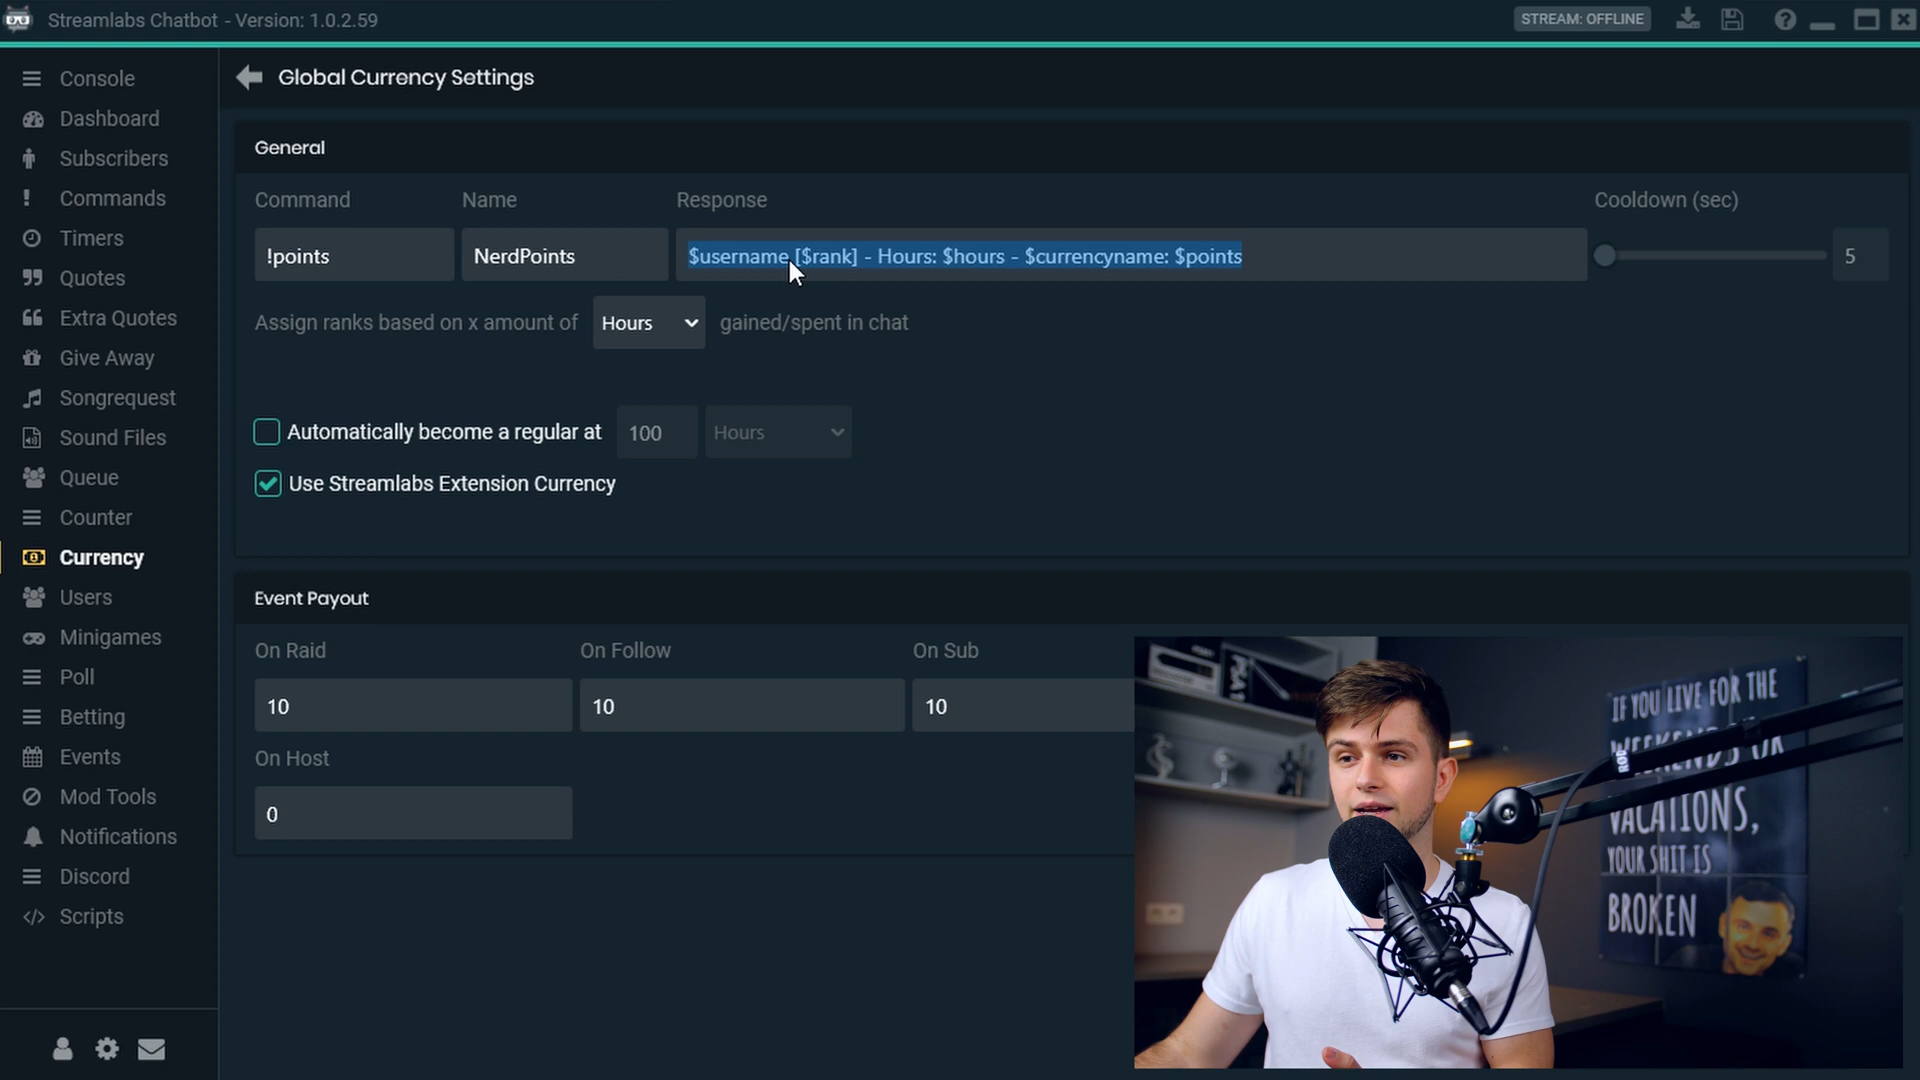 Streamlabs Chatbot - Version: 1.0.2.59
STREAM: OFFLINE
Console
Dashboard
Subscribers
Commands
Timers
Quotes
Extra Quotes
Give Away
Songrequest
Sound Files
Queue
Counter
Currency
Users
Minigames
Poll
Betting
Events
Mod Tools
Notifications
Discord
Scripts
Global Currency Settings
General
Command Name Response Cooldown (sec)
!points NerdPoints $username [$rank] - Hours: $hours - $currencyname: $points 5
Assign ranks based on x amount of Hours gained/spent in chat
Automatically become a regular at 100 Hours
Use Streamlabs Extension Currency
Event Payout
On Raid On Follow On Sub
10 10 10
On Host
0
IF YOU LIVE FOR THE
WEEKENDS OR
VACATIONS,
YOUR SHIT IS
BROKEN